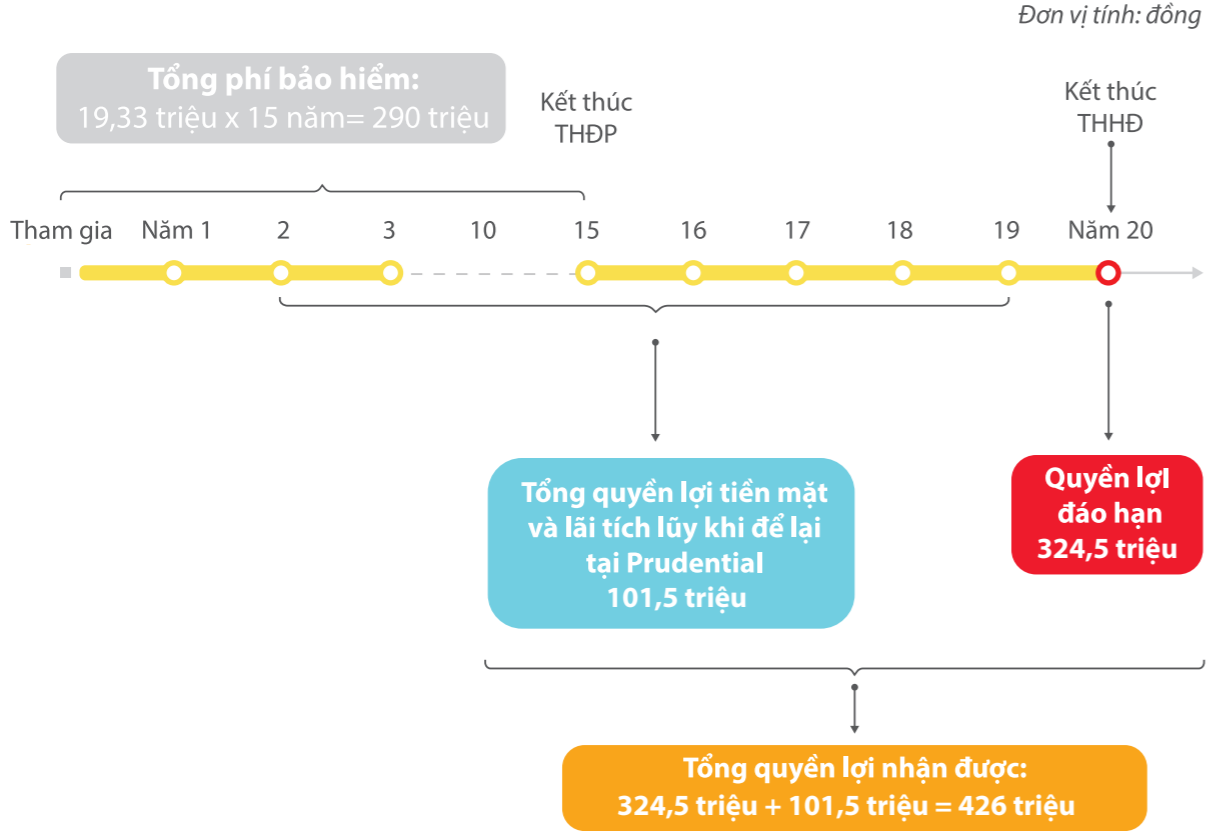 Đơn vị tính: đồng
Tổng phí bảo hiểm:
19,33 triệu x 15 năm= 290 triệu
Kết thúc
THĐP
Kết thúc
THHĐ
Tham gia Năm 1 2 3 10 15 16 17 18 19 Năm 20
Tổng quyền lợi tiền mặt
và lãi tích lũy khi để lại
tại Prudential
101,5 triệu
Quyền lợi
đáo hạn
324,5 triệu
Tổng quyền lợi nhận được:
324,5 triệu + 101,5 triệu = 426 triệu